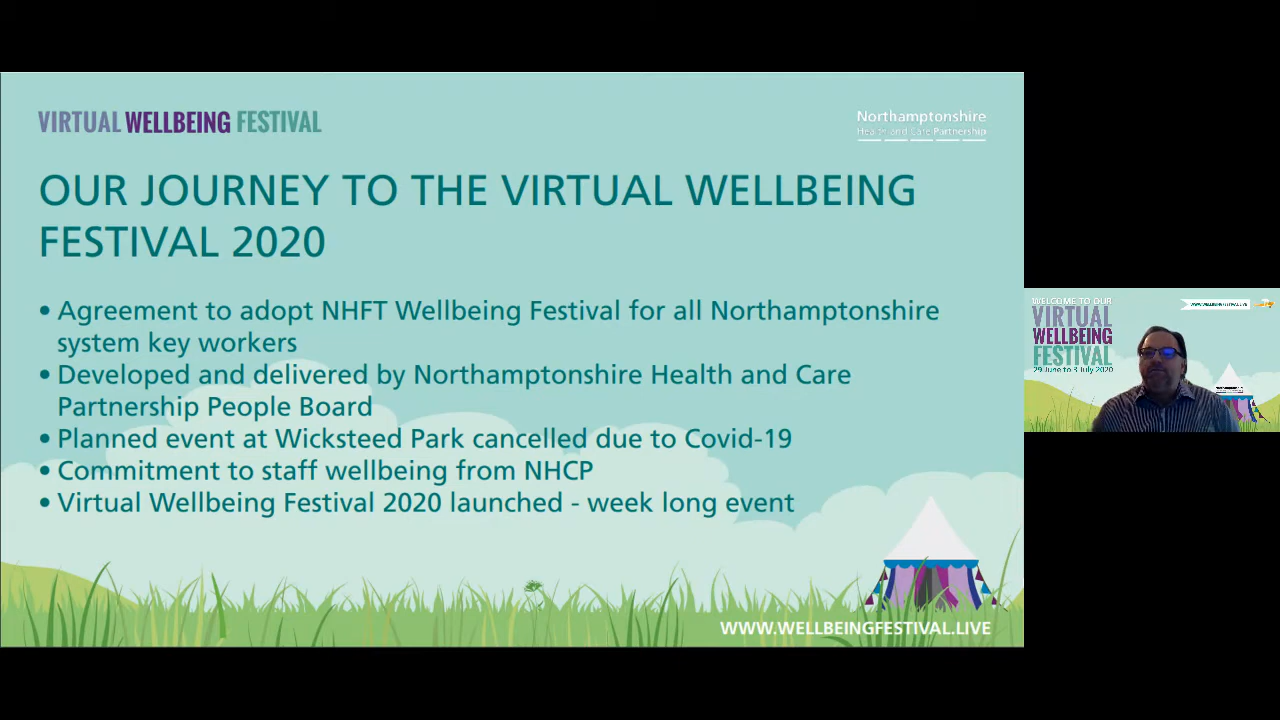 VIRTUAL WELLBEING FESTIVAL
Northamptonshire
Health and Care Partnership
OUR JOURNEY TO THE VIRTUAL WELLBEING
FESTIVAL 2020
• Agreement to adopt NHFT Wellbeing Festival for all Northamptonshire
system key workers
• Developed and delivered by Northamptonshire Health and Care
Partnership People Board
• Planned event at Wicksteed Park cancelled due to Covid-19
• Commitment to staff wellbeing from NHCP
• Virtual Wellbeing Festival 2020 launched - week long event
WWW.WELLBEINGFESTIVAL.LIVE
WELCOME TO OUR
VIRTUAL
WELLBEING
FESTIVAL
29 June to 3 July 2020
WWW.WELLBEINGFESTIVAL.LIVE